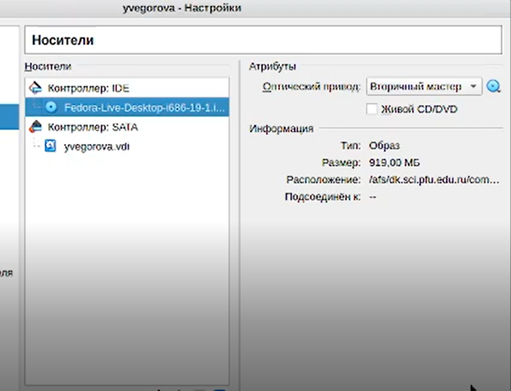 yvegorova - Настройки
Носители
Носители
Контроллер: IDE
Fedora-Live-Desktop-i686-19-1.i...
Контроллер: SATA
yvegorova.vdi
Атрибуты
Оптический привод: Вторичный мастер
Живой CD/DVD
Информация
Тип: Образ
Размер: 919,00 МБ
Расположение: /afs/dk.sci.pfu.edu.ru/com...
Подсоединён к: --
еля